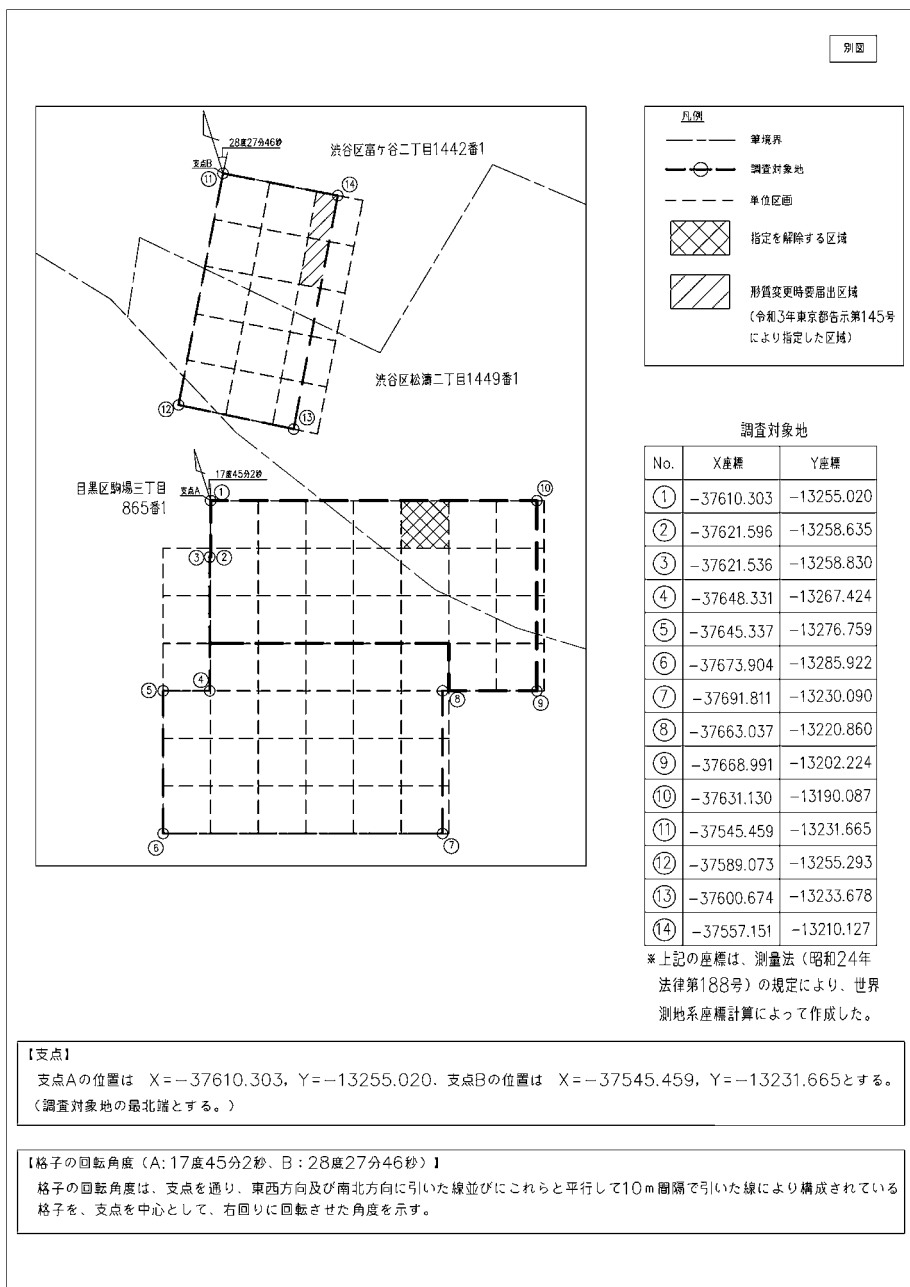 別図
28度27分46秒
渋谷区富ヶ谷二丁目1442番1
支点B
⑪
⑭
渋谷区松濤二丁目1449番1
⑫
⑬
17度45分2秒
目黒区駒場三丁目
865番1
支点A
①
⑩
③
②
④
⑤
⑧
⑨
⑥
⑦
凡例
筆境界
調査対象地
単位区画
指定を解除する区域
形質変更時要届出区域
(令和3年東京都告示第145号
により指定した区域)
調査対象地
No. X座標 Y座標
① -37610.303 -13255.020
② -37621.596 -13258.635
③ -37621.536 -13258.830
④ -37648.331 -13267.424
⑤ -37645.337 -13276.759
⑥ -37673.904 -13285.922
⑦ -37691.811 -13230.090
⑧ -37663.037 -13220.860
⑨ -37668.991 -13202.224
⑩ -37631.130 -13190.087
⑪ -37545.459 -13231.665
⑫ -37589.073 -13255.293
⑬ -37600.674 -13233.678
⑭ -37557.151 -13210.127
※上記の座標は、測量法(昭和24年
法律第188号)の規定により、世界
測地系座標計算によって作成した。
【支点】
支点Aの位置は X=-37610.303, Y=-13255.020. 支点Bの位置は X=-37545.459, Y=-13231.665とする。
(調査対象地の最北端とする。)
【格子の回転角度(A:17度45分2秒、B:28度27分46秒)】
格子の回転角度は、支点を通り、東西方向及び南北方向に引いた線並びにこれらと平行して10m間隔で引いた線により構成されている
格子を、支点を中心として、右回りに回転させた角度を示す。